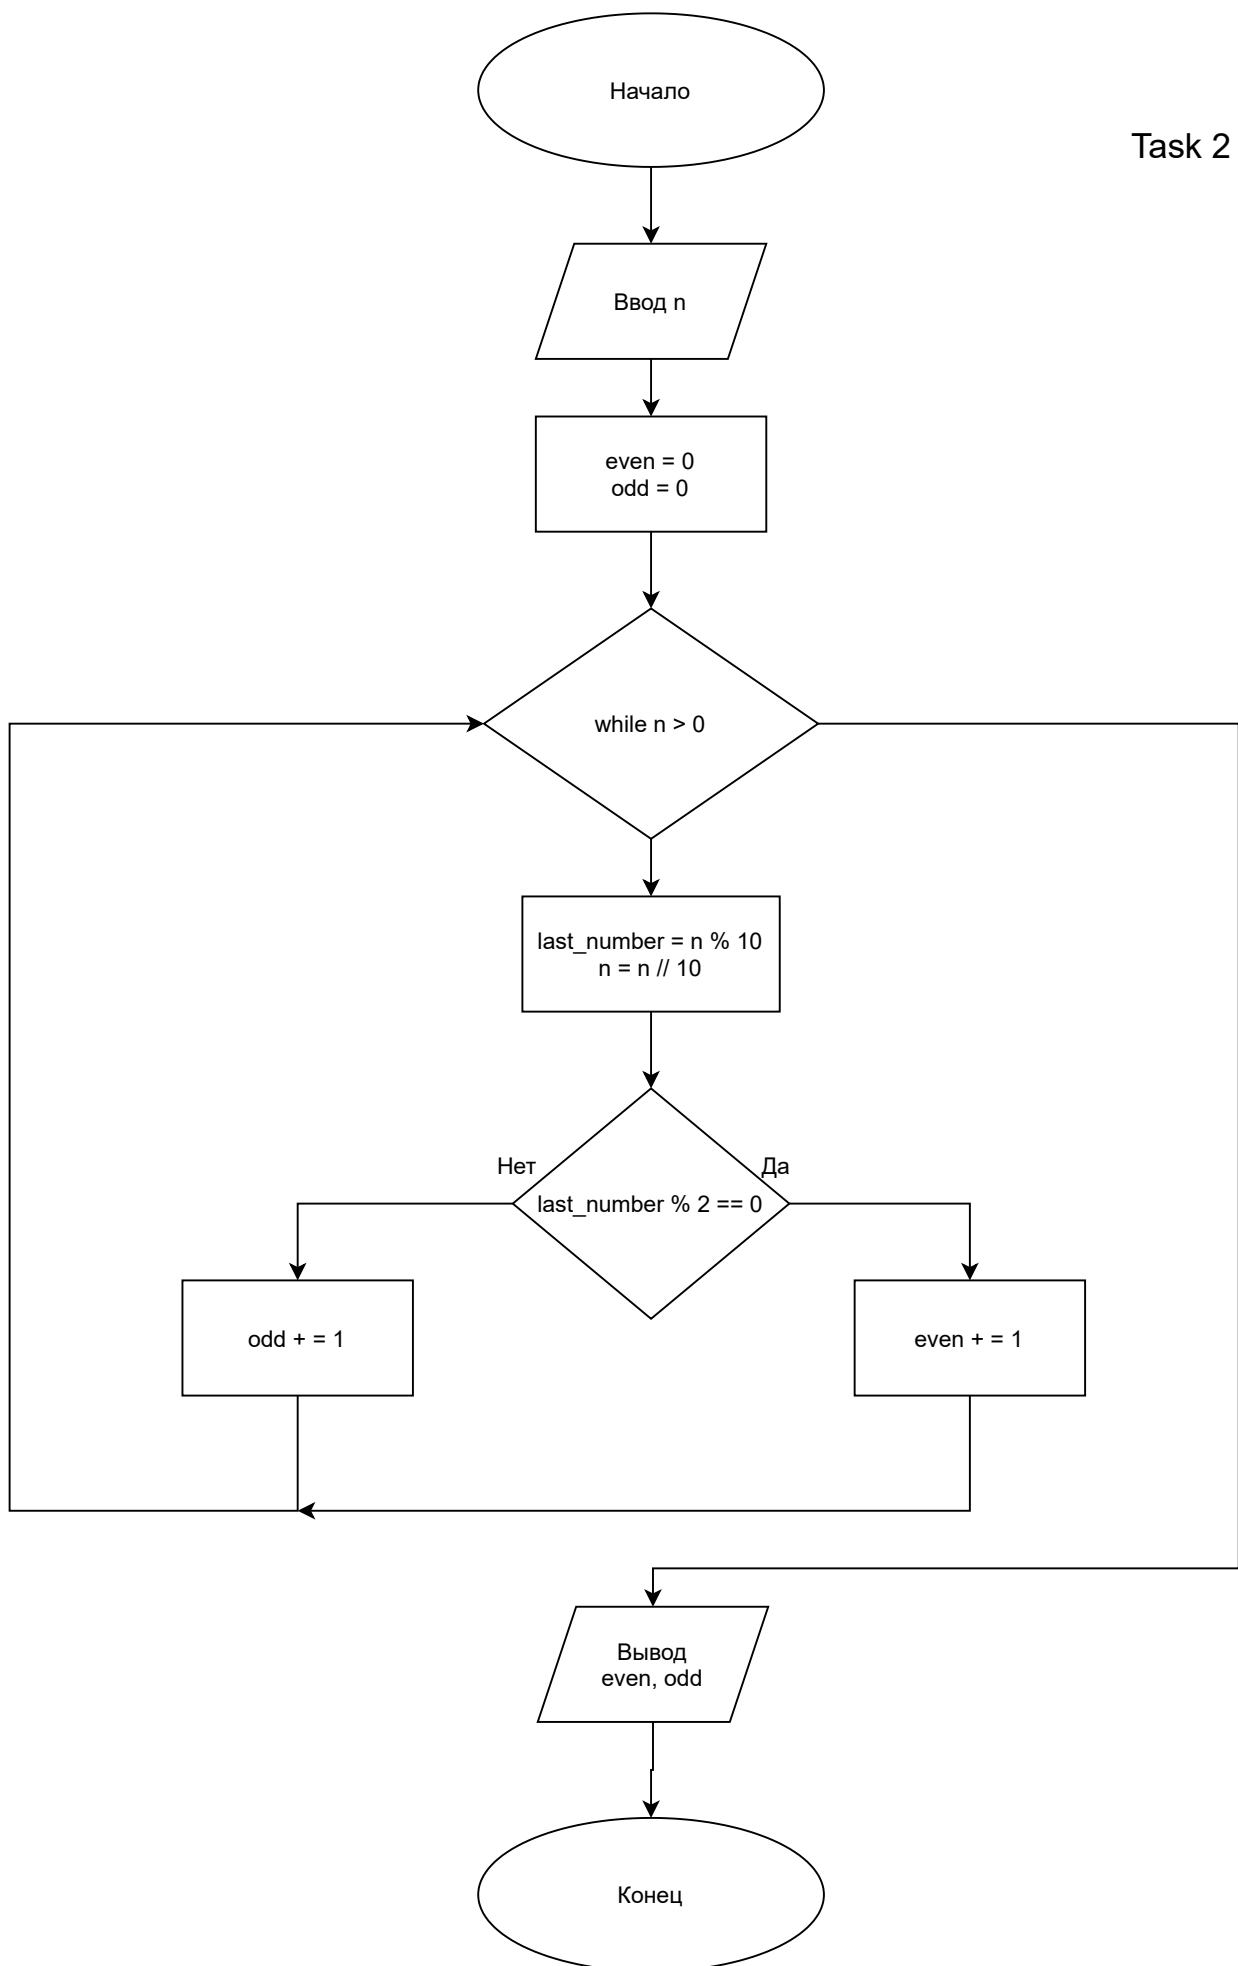 Начало
Task 2
Ввод n
even = 0
odd = 0
while n > 0
last_number = n % 10
n = n // 10
Нет
Да
last_number % 2 == 0
odd + = 1
even + = 1
Вывод
even, odd
Конец